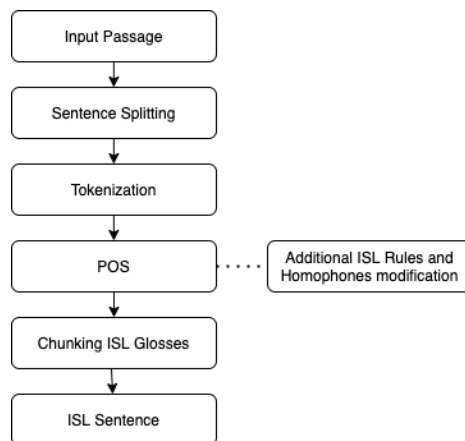 Input Passage
Sentence Splitting
Tokenization
POS
Additional ISL Rules and
Homophones modification
Chunking ISL Glosses
ISL Sentence